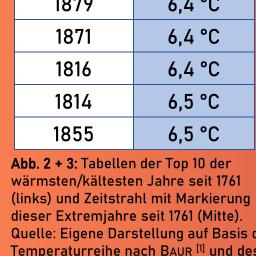 1879 6,4 °C
1871 6,4 °C
1816 6,4 °C
1814 6,5 °C
1855 6,5 °C
Abb. 2 + 3: Tabellen der Top 10 der
wärmsten/kältesten Jahre seit 1761
(links) und Zeitstrahl mit Markierung
dieser Extremjahre seit 1761 (Mitte).
Quelle: Eigene Darstellung auf Basis
Temperaturreihe nach BAUR [1] und